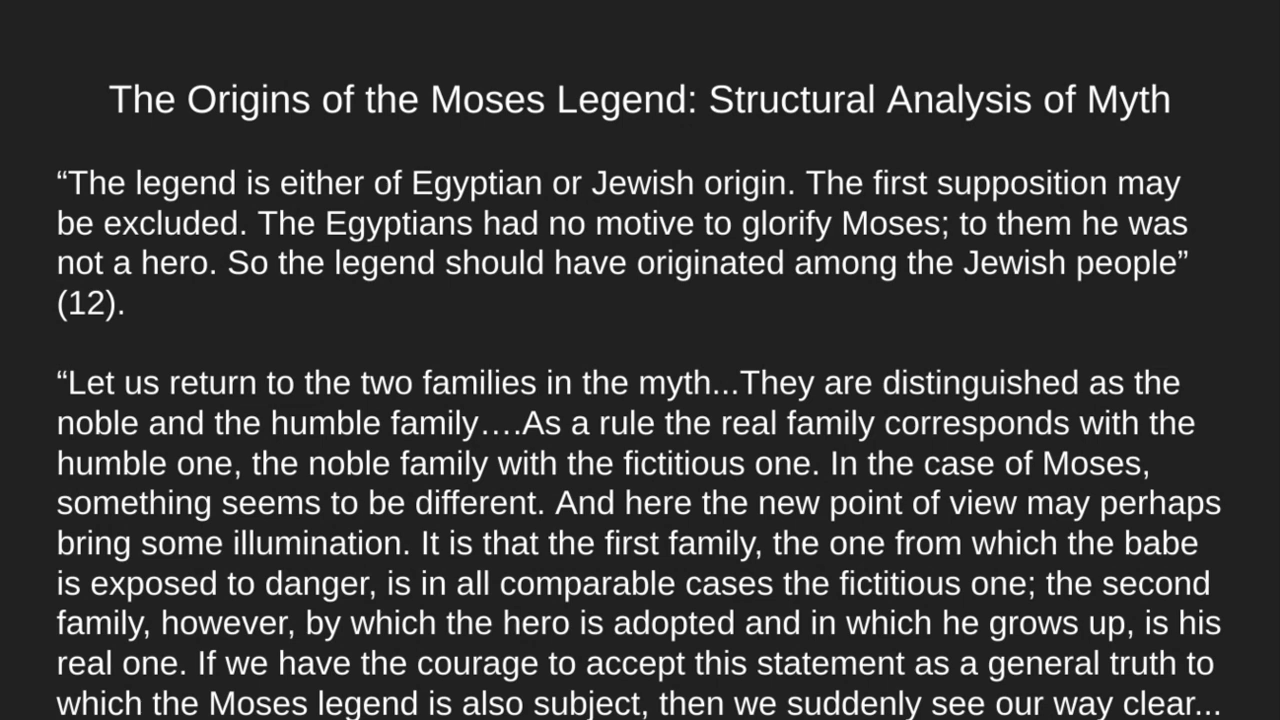 The Origins of the Moses Legend: Structural Analysis of Myth
“The legend is either of Egyptian or Jewish origin. The first supposition may
be excluded. The Egyptians had no motive to glorify Moses; to them he was
not a hero. So the legend should have originated among the Jewish people”
(12).
“Let us return to the two families in the myth...They are distinguished as the
noble and the humble family….As a rule the real family corresponds with the
humble one, the noble family with the fictitious one. In the case of Moses,
something seems to be different. And here the new point of view may perhaps
bring some illumination. It is that the first family, the one from which the babe
is exposed to danger, is in all comparable cases the fictitious one; the second
family, however, by which the hero is adopted and in which he grows up, is his
real one. If we have the courage to accept this statement as a general truth to
which the Moses legend is also subject, then we suddenly see our way clear...